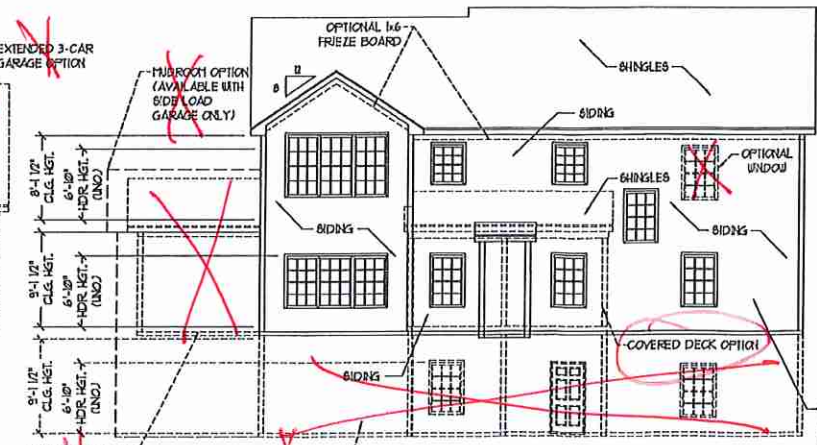 EXTENDED 3-CAR
GARAGE OPTION
MUDROOM OPTION
(AVAILABLE WITH
SIDE LOAD
GARAGE ONLY)
OPTIONAL 1x6
FRIEZE BOARD
12
8
SHINGLES
SIDING
OPTIONAL
WINDOW
SHINGLES
SIDING
SIDING
8'-1 1/2"
CLG. HGT.
6'-10"
HDR. HGT.
(UNO.)
9'-1 1/2"
CLG. HGT.
6'-10"
HDR. HGT.
(UNO.)
COVERED DECK OPTION
SIDING
9'-1 1/2"
CLG. HGT.
6'-10"
HDR. HGT.
(UNO.)